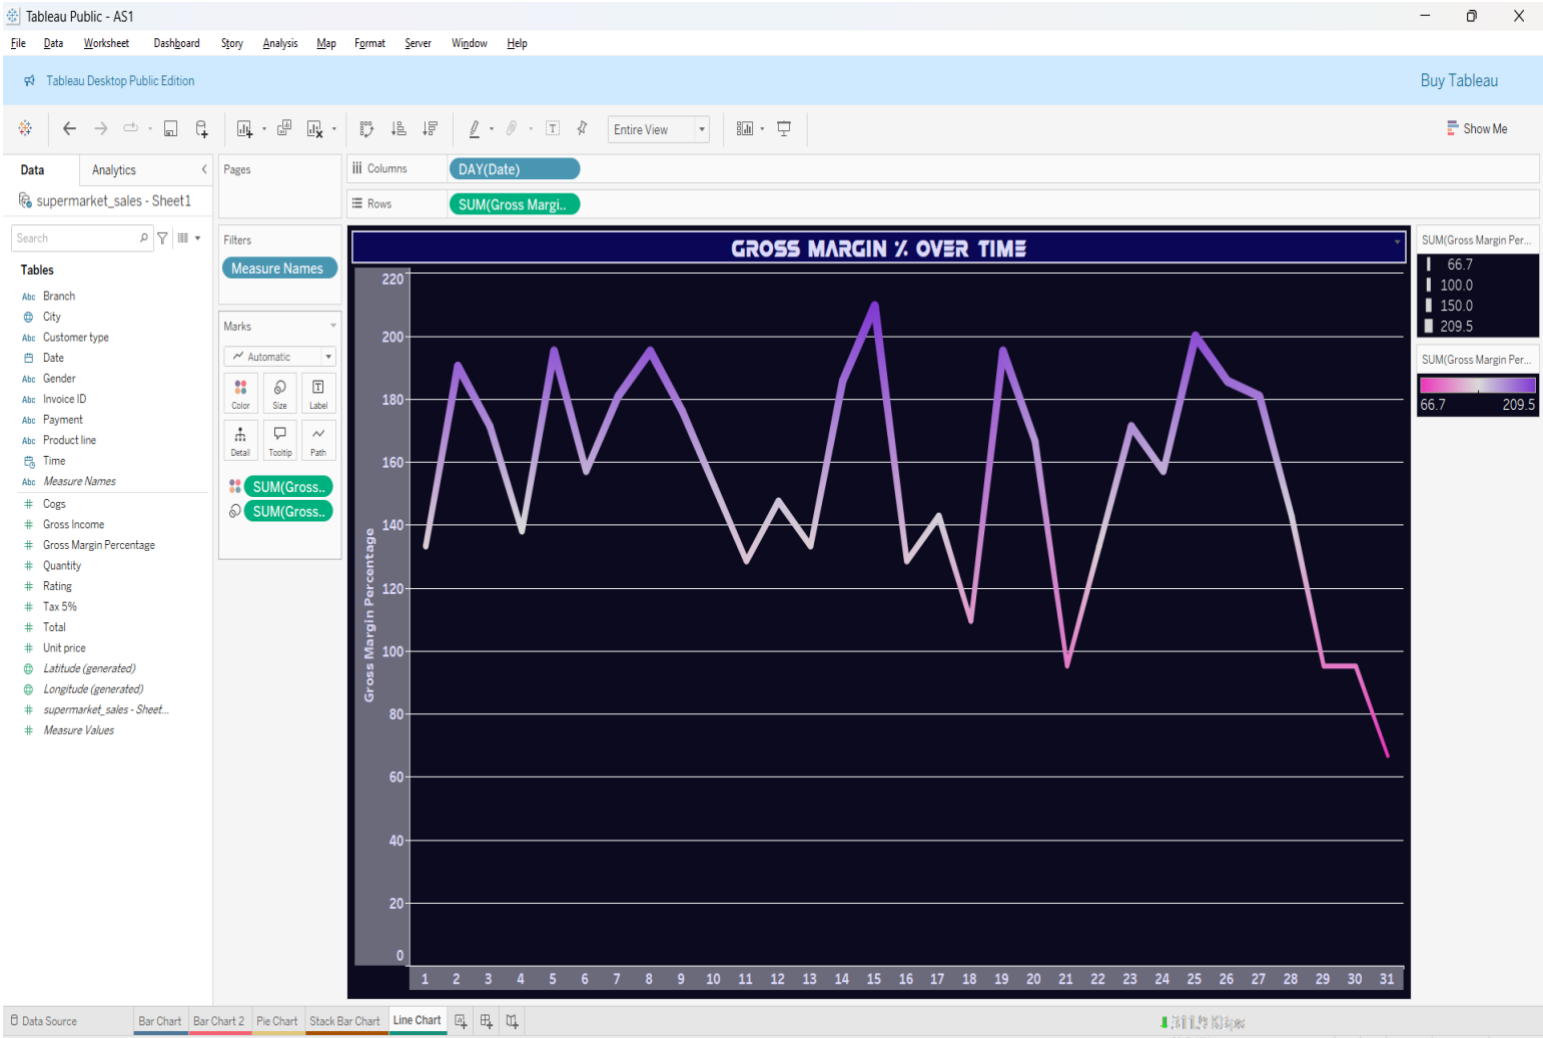 Tableau Public - AS1
File Data Worksheet Dashboard Story Analysis Map Format Server Window Help
Tableau Desktop Public Edition
Buy Tableau
Entire View
Show Me
Data Analytics
supermarket_sales - Sheet1
Search
Tables
Abc Branch
City
Abc Customer type
Date
Abc Gender
Abc Invoice ID
Abc Payment
Abc Product line
Time
Abc Measure Names
# Cogs
# Gross Income
# Gross Margin Percentage
# Quantity
# Rating
# Tax 5%
# Total
# Unit price
Latitude (generated)
Longitude (generated)
# supermarket_sales - Sheet...
# Measure Values
Pages
Filters
Measure Names
Marks
Automatic
Color Size Label
Detail Tooltip Path
SUM(Gross..
SUM(Gross..
Columns DAY(Date)
Rows SUM(Gross Margi..
GROSS MARGIN % OVER TIME
Gross Margin Percentage
220
200
180
160
140
120
100
80
60
40
20
0
1 2 3 4 5 6 7 8 9 10 11 12 13 14 15 16 17 18 19 20 21 22 23 24 25 26 27 28 29 30 31
SUM(Gross Margin Per...
66.7
100.0
150.0
209.5
SUM(Gross Margin Per...
66.7 209.5
Data Source Bar Chart Bar Chart 2 Pie Chart Stack Bar Chart Line Chart